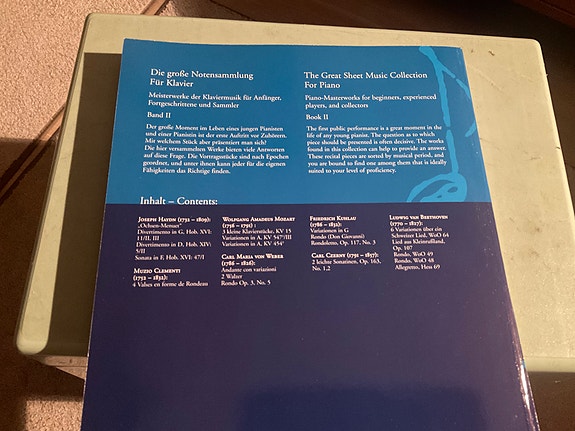 Die große Notensammlung
Für Klavier
Meisterwerke der Klaviermusik für Anfänger,
Fortgeschrittene und Sammler
Band II
Der große Moment im Leben eines jungen Pianisten
und einer Pianistin ist der erste Auftritt vor Zuhörern.
Mit welchem Stück aber präsentiert man sich?
Die hier versammelten Werke bieten viele Antworten
auf diese Frage. Die Vortragsstücke sind nach Epochen
geordnet, und unter ihnen kann jeder für die eigenen
Fähigkeiten das Richtige finden.
The Great Sheet Music Collection
For Piano
Piano-Masterworks for beginners, experienced
players, and collectors
Book II
The first public performance is a great moment in the
life of any young pianist. The question as to which
piece should be presented is often decisive. The works
found in this collection can help to provide an answer.
These recital pieces are sorted by musical period, and
you are bound to find one among them that is ideally
suited to your level of proficiency.
Inhalt – Contents:
Joseph Haydn (1732 – 1809):
„Ochsen-Menuet"
Divertimento in G, Hob. XVI:
11/II, III
Divertimento in D, Hob. XIV:
5/II
Sonata in F, Hob. XVI: 47/I
Muzio Clementi
(1752 – 1832):
4 Valses en forme de Rondeau
Wolfgang Amadeus Mozart
(1756 – 1791) :
3 kleine Klavierstücke, KV 15
Variationen in A, KV 547ᵃ/III
Variationen in A, KV 454ᵃ
Carl Maria von Weber
(1786 – 1826):
Andante con variazioni
2 Walzer
Rondo Op. 3, No. 5
Friedrich Kuhlau
(1786 – 1832):
Variationen in G
Rondo (Don Giovanni)
Rondoletto, Op. 117, No. 3
Carl Czerny (1791 – 1857):
2 leichte Sonatinen, Op. 163,
No. 1,2
Ludwig van Beethoven
(1770 – 1827):
6 Variationen über ein
Schweizer Lied, WoO 64
Lied aus Kleinrußland,
Op. 107
Rondo, WoO 49
Rondo, WoO 48
Allegretto, Hess 69